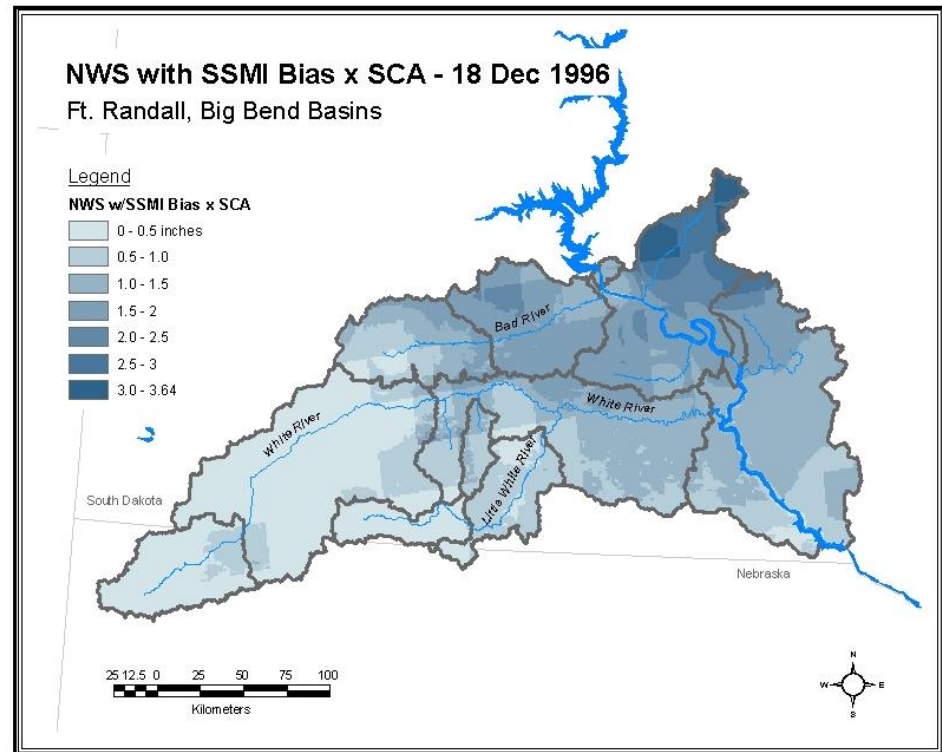 NWS with SSMI Bias x SCA - 18 Dec 1996
Ft. Randall, Big Bend Basins
Legend
NWS w/SSMI Bias x SCA
0 - 0.5 inches
0.5 - 1.0
1.0 - 1.5
1.5 - 2
2.0 - 2.5
2.5 - 3
3.0 - 3.64
Bad River
White River
White River
Little White River
South Dakota
Nebraska
25 12.5 0 25 50 75 100
Kilometers
N
W E
S